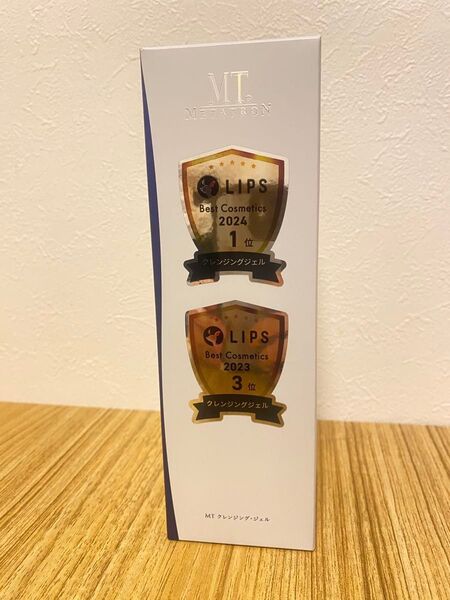 MT.
METATRON
LIPS
Best Cosmetics
2024
1位
クレンジングジェル
LIPS
Best Cosmetics
2023
3位
クレンジングジェル
MT クレンジング・ジェル